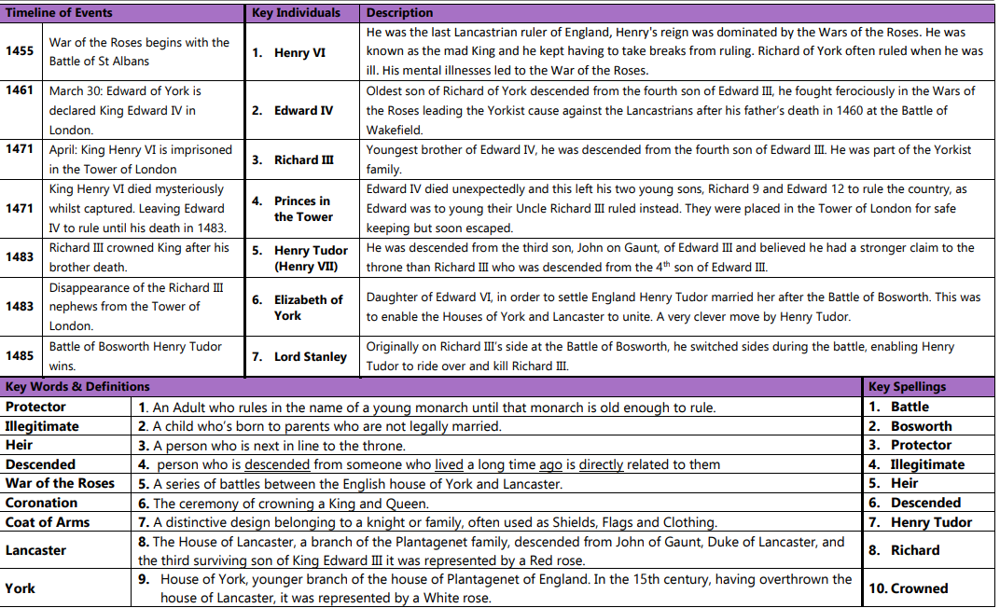 Timeline of Events Key Individuals Description
1455
War of the Roses begins with the
Battle of St Albans
1. Henry VI
He was the last Lancastrian ruler of England, Henry's reign was dominated by the Wars of the Roses. He was
known as the mad King and he kept having to take breaks from ruling. Richard of York often ruled when he was
ill. His mental illnesses led to the War of the Roses.
1461
March 30: Edward of York is
declared King Edward IV in
London.
2. Edward IV
Oldest son of Richard of York descended from the fourth son of Edward III, he fought ferociously in the Wars of
the Roses leading the Yorkist cause against the Lancastrians after his father's death in 1460 at the Battle of
Wakefield.
1471
April: King Henry VI is imprisoned
in the Tower of London
3. Richard III
Youngest brother of Edward IV, he was descended from the fourth son of Edward III. He was part of the Yorkist
family.
1471
King Henry VI died mysteriously
whilst captured. Leaving Edward
IV to rule until his death in 1483.
4. Princes in
the Tower
Edward IV died unexpectedly and this left his two young sons, Richard 9 and Edward 12 to rule the country, as
Edward was to young their Uncle Richard III ruled instead. They were placed in the Tower of London for safe
keeping but soon escaped.
1483
Richard III crowned King after his
brother death.
5. Henry Tudor
(Henry VII)
He was descended from the third son, John on Gaunt, of Edward III and believed he had a stronger claim to the
throne than Richard III who was descended from the 4th son of Edward III.
1483
Disappearance of the Richard III
nephews from the Tower of
London.
6. Elizabeth of
York
Daughter of Edward VI, in order to settle England Henry Tudor married her after the Battle of Bosworth. This was
to enable the Houses of York and Lancaster to unite. A very clever move by Henry Tudor.
1485
Battle of Bosworth Henry Tudor
wins.
7. Lord Stanley
Originally on Richard III's side at the Battle of Bosworth, he switched sides during the battle, enabling Henry
Tudor to ride over and kill Richard III.
Key Words & Definitions Key Spellings
Protector 1. An Adult who rules in the name of a young monarch until that monarch is old enough to rule. 1. Battle
Illegitimate 2. A child who's born to parents who are not legally married. 2. Bosworth
Heir 3. A person who is next in line to the throne. 3. Protector
Descended 4. person who is descended from someone who lived a long time ago is directly related to them 4. Illegitimate
War of the Roses 5. A series of battles between the English house of York and Lancaster. 5. Heir
Coronation 6. The ceremony of crowning a King and Queen. 6. Descended
Coat of Arms 7. A distinctive design belonging to a knight or family, often used as Shields, Flags and Clothing. 7. Henry Tudor
Lancaster
8. The House of Lancaster, a branch of the Plantagenet family, descended from John of Gaunt, Duke of Lancaster, and
the third surviving son of King Edward III it was represented by a Red rose.
8. Richard
York
9. House of York, younger branch of the house of Plantagenet of England. In the 15th century, having overthrown the
house of Lancaster, it was represented by a White rose.
10. Crowned